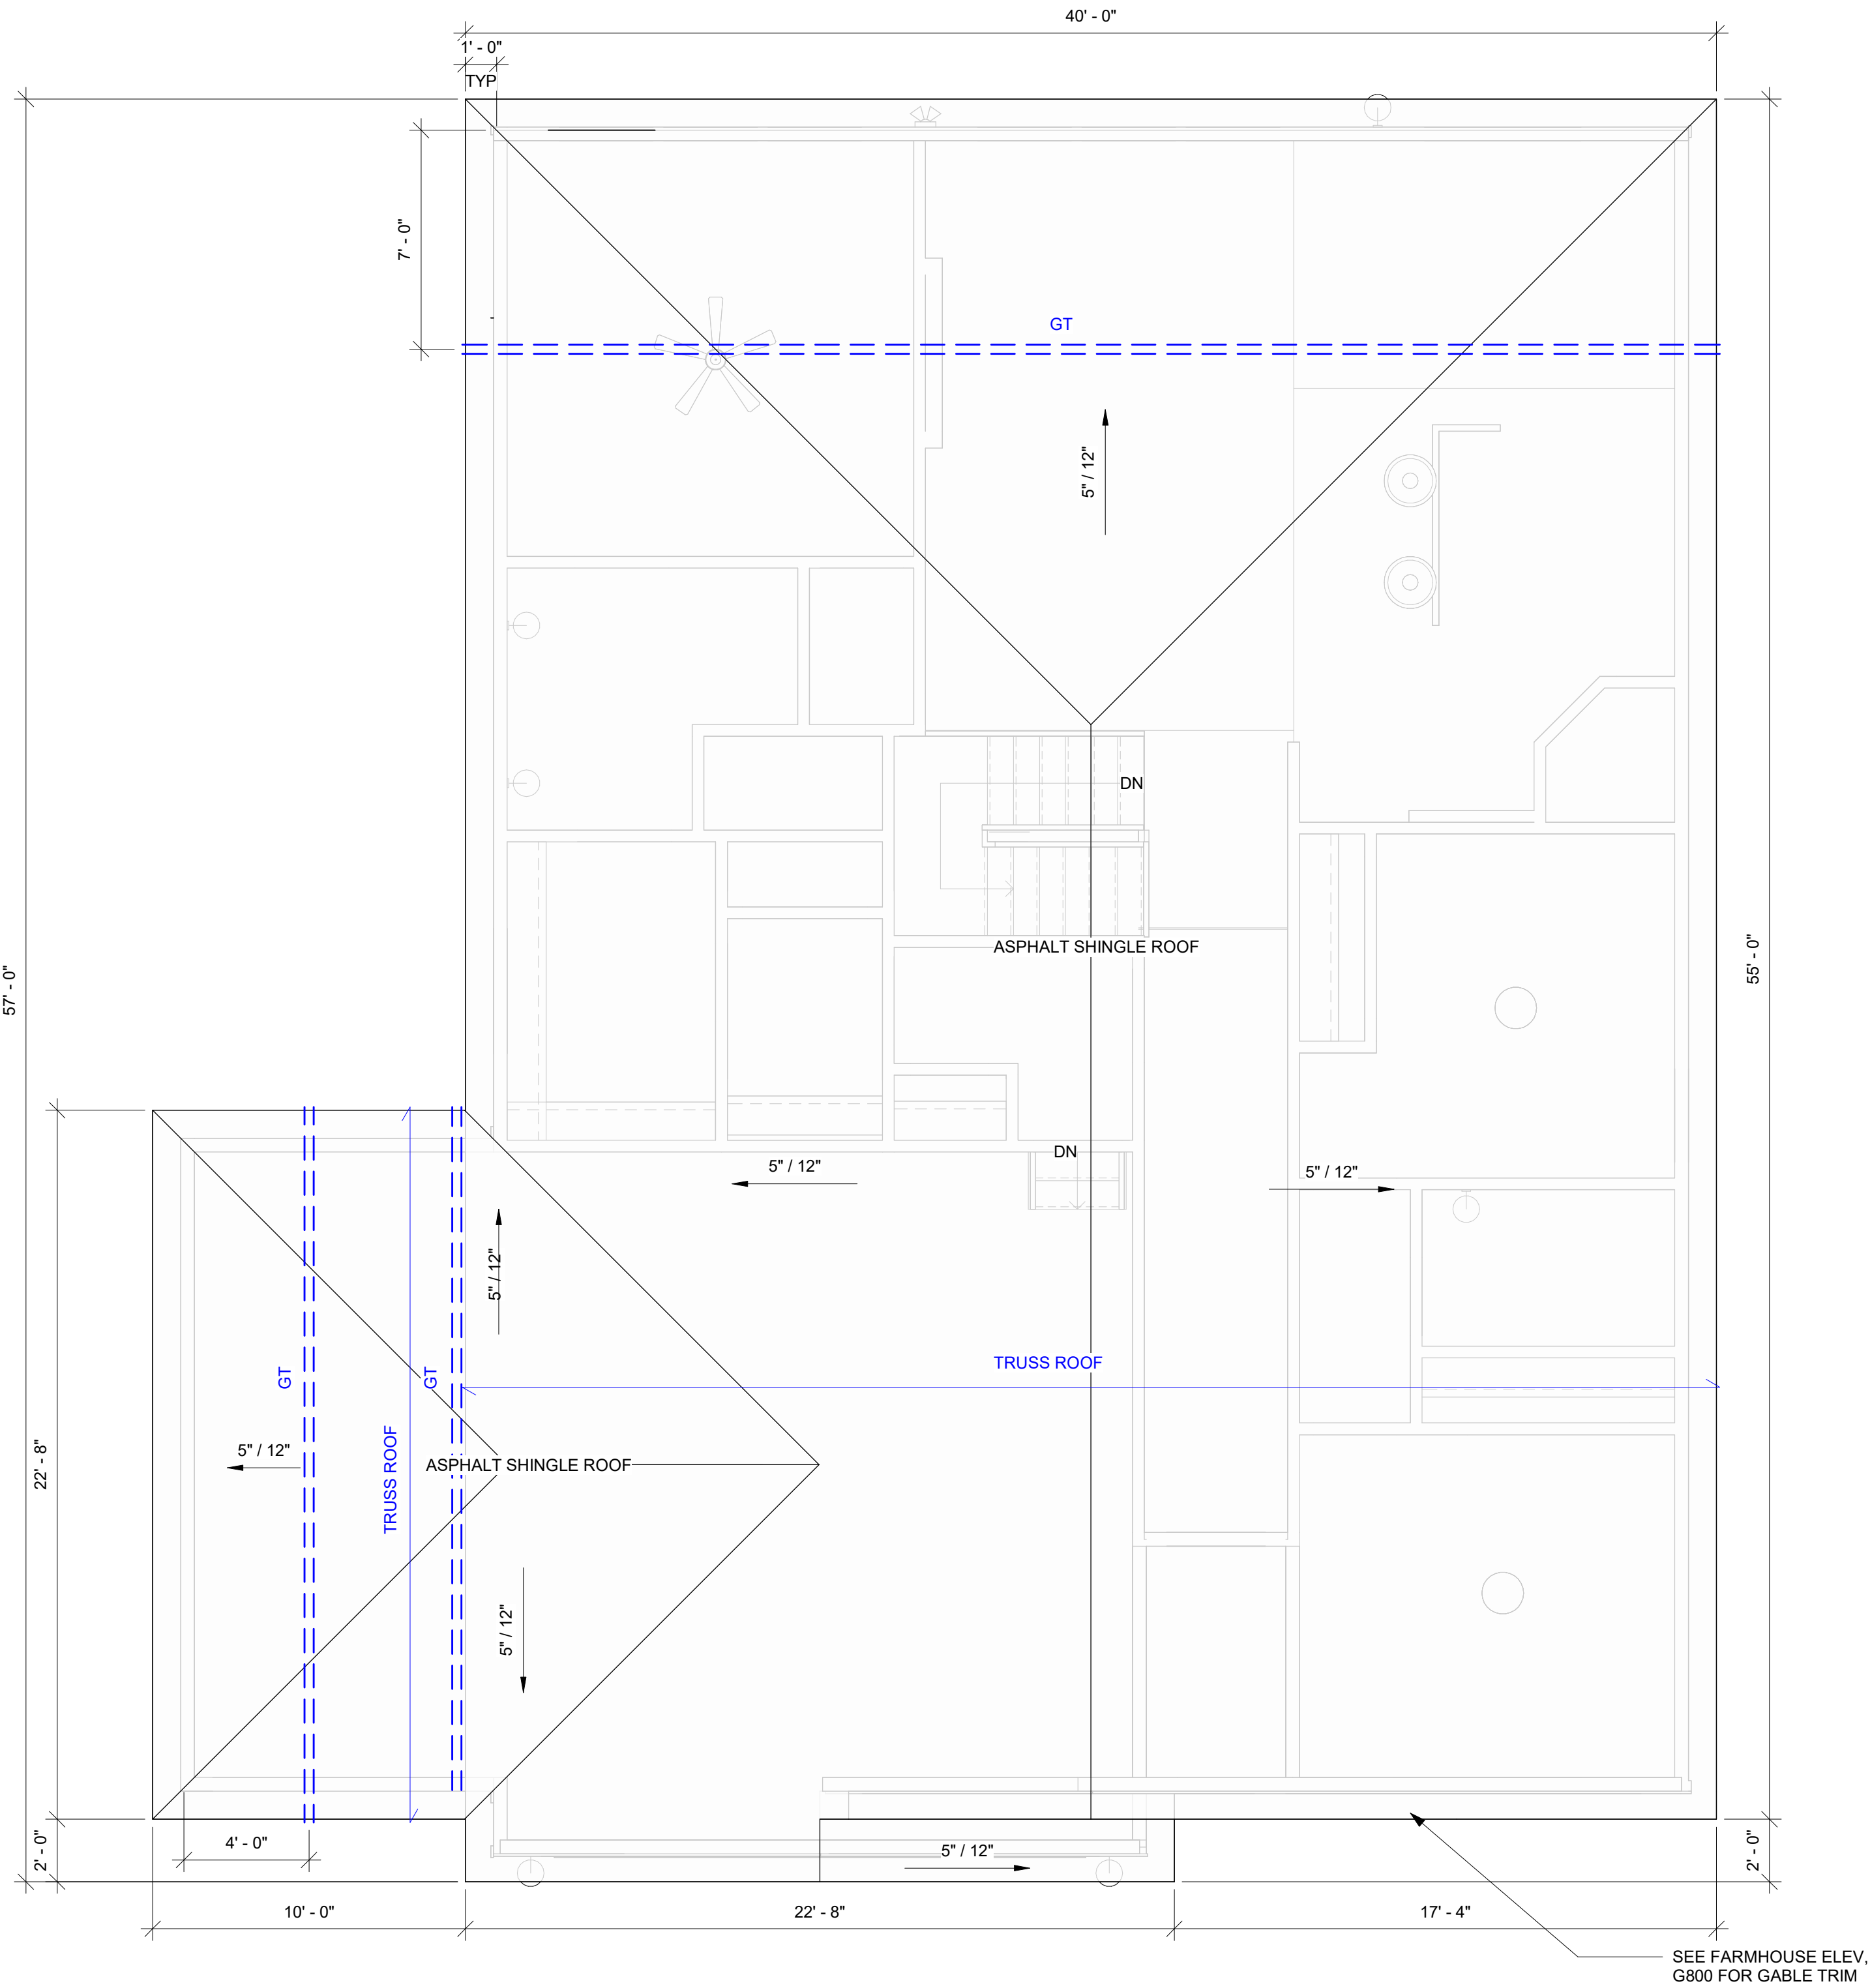 40' - 0"
1' - 0"
TYP
7' - 0"
GT
5" / 12"
DN
ASPHALT SHINGLE ROOF
57' - 0"
55' - 0"
DN
5" / 12"
5" / 12"
5" / 12"
TRUSS ROOF
GT
GT
22' - 8"
5" / 12"
TRUSS ROOF
ASPHALT SHINGLE ROOF
5" / 12"
4' - 0"
2' - 0"
5" / 12"
2' - 0"
10' - 0"
22' - 8"
17' - 4"
SEE FARMHOUSE ELEV,
G800 FOR GABLE TRIM